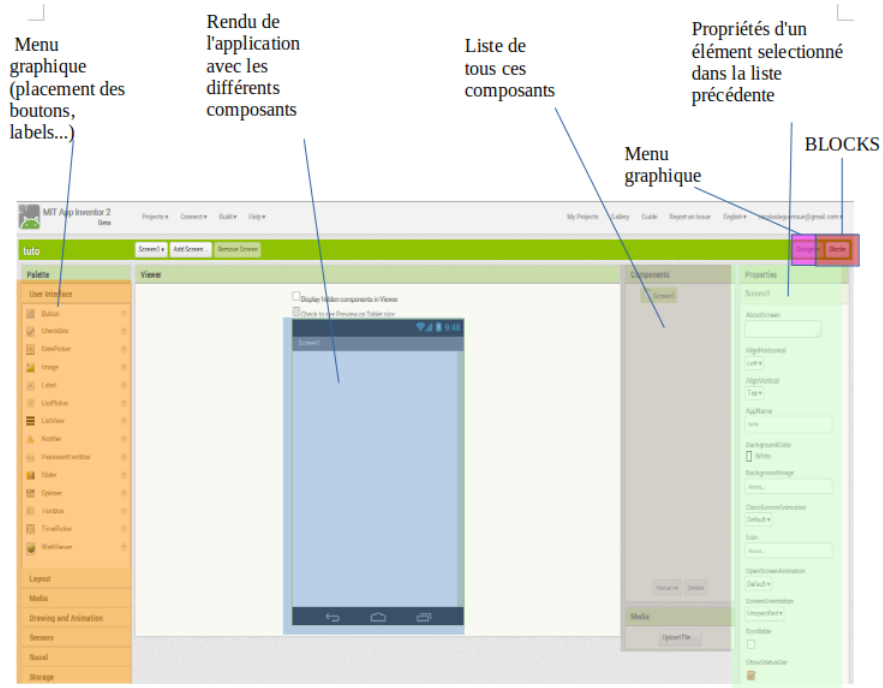 Menu
graphique
(placement des
boutons,
labels...)
Rendu de
l'application
avec les
différents
composants
Liste de
tous ces
composants
Propriétés d'un
élément selectionné
dans la liste
précédente
Menu
graphique
BLOCKS
MIT App Inventor 2
Beta
Projects Connect Build Help
My Projects Gallery Guide Report an Issue English
tuto
Screen1 Add Screen... Remove Screen
Designer Blocks
Palette
Viewer
Components
Properties
User Interface
Button
CheckBox
DatePicker
Image
Label
ListPicker
ListView
Notifier
PasswordTextBox
Slider
Spinner
TextBox
TimePicker
WebViewer
Layout
Media
Drawing and Animation
Sensors
Social
Storage
Display hidden components in Viewer
Check to see Preview on Tablet size
9:48
Screen1
Screen1
Rename Delete
Media
Upload File ...
Screen1
AboutScreen
AlignHorizontal
Left
AlignVertical
Top
AppName
tuto
BackgroundColor
White
BackgroundImage
None...
CloseScreenAnimation
Default
Icon
None...
OpenScreenAnimation
Default
ScreenOrientation
Unspecified
Scrollable
ShowStatusBar